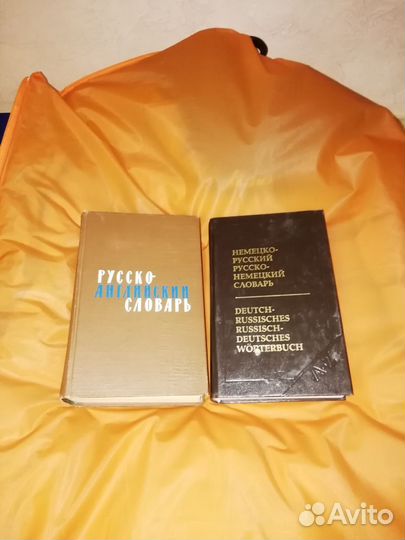 РУССКО-
АНГЛИЙСКИЙ
СЛОВАРЬ
НЕМЕЦКО-
РУССКИЙ
РУССКО-
НЕМЕЦКИЙ
СЛОВАРЬ
DEUTCH-
RUSSISCHES
RUSSISCH-
DEUTSCHES
WÖRTERBUCH
Avito